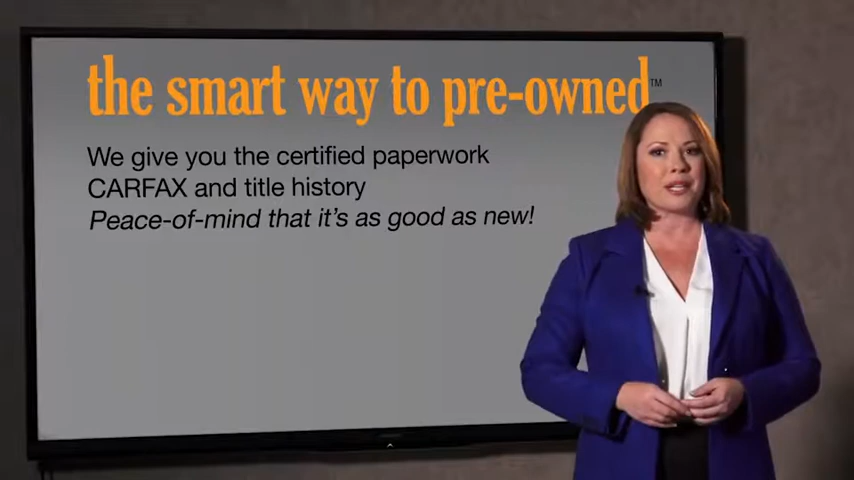 the smart way to pre-owned™
We give you the certified paperwork
CARFAX and title history
Peace-of-mind that it's as good as new!